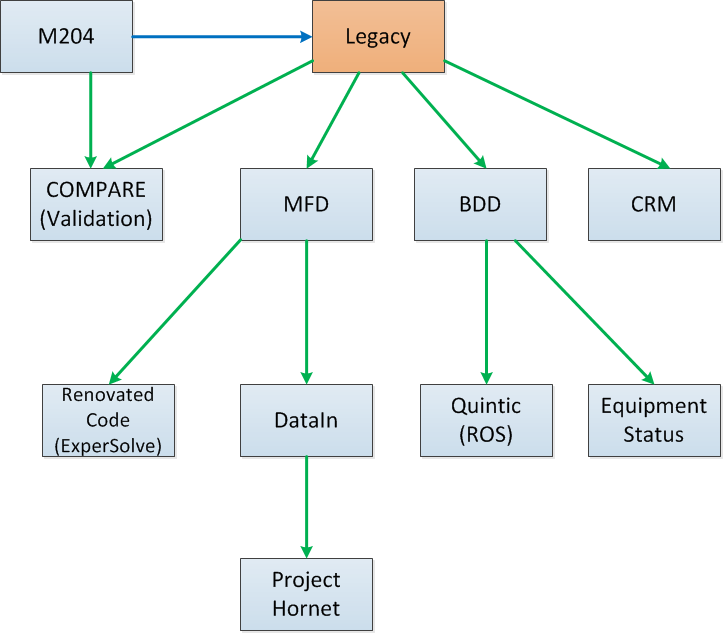 M204
Legacy
COMPARE
(Validation)
MFD
BDD
CRM
Renovated
Code
(ExperSolve)
DataIn
Quintic
(ROS)
Equipment
Status
Project
Hornet